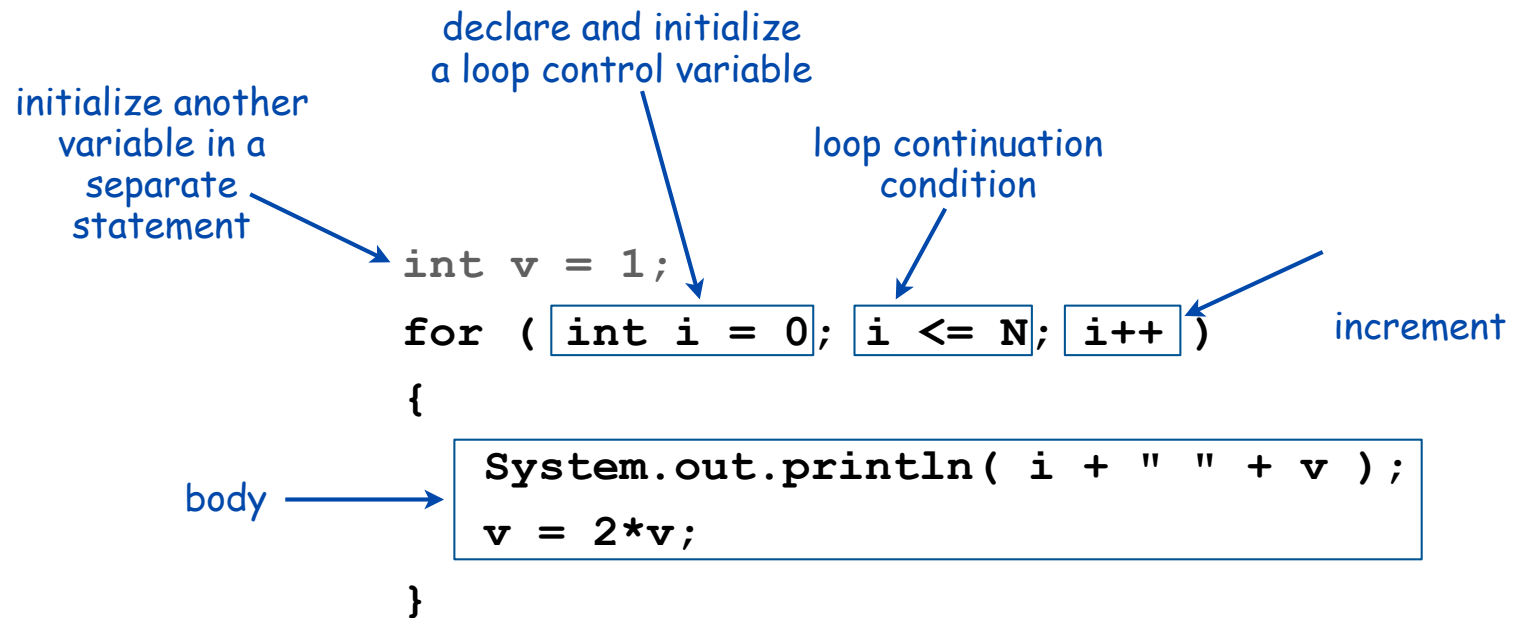 declare and initialize
a loop control variable
initialize another
variable in a
separate
statement
loop continuation
condition
int v = 1;
for ( int i = 0; i <= N; i++ )
increment
{
System.out.println( i + " " + v );
v = 2*v;
body
}